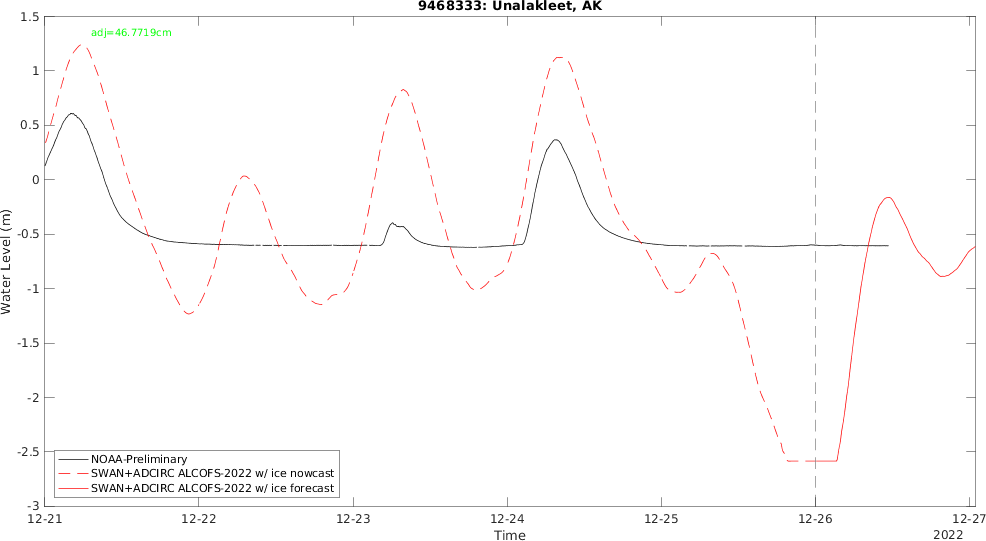 9468333: Unalakleet, AK
adj=46.7719cm
1.5
1
0.5
0
-0.5
-1
-1.5
-2
-2.5
-3
Water Level (m)
NOAA-Preliminary
SWAN+ADCIRC ALCOFS-2022 w/ ice nowcast
SWAN+ADCIRC ALCOFS-2022 w/ ice forecast
12-21 12-22 12-23 12-24 12-25 12-26 12-27
Time
2022